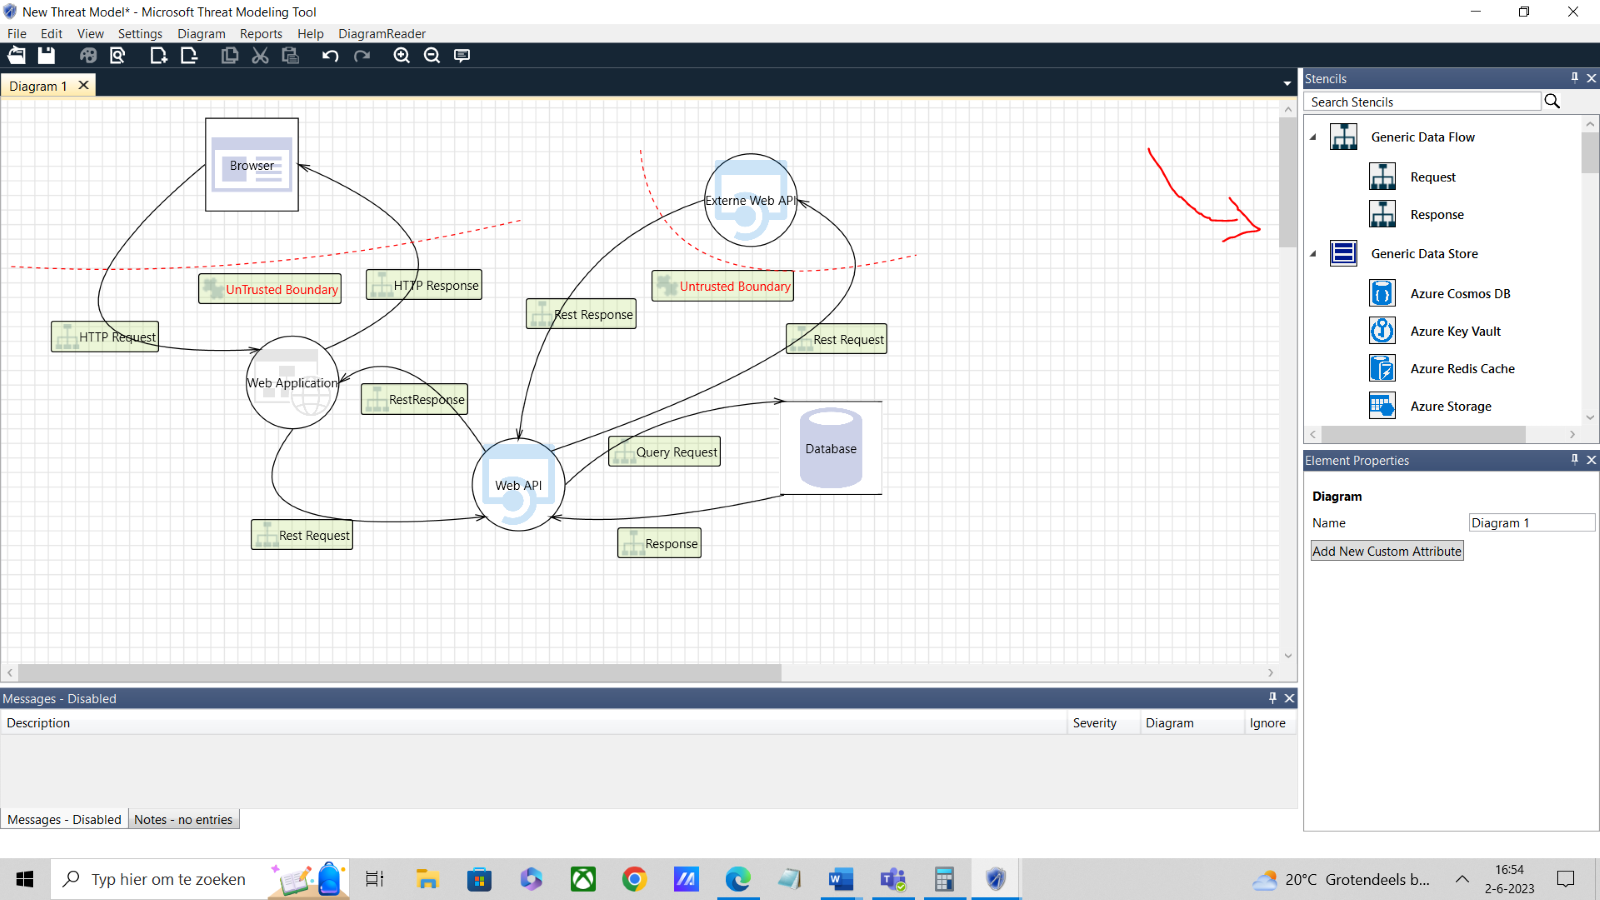 New Threat Model* - Microsoft Threat Modeling Tool
File Edit View Settings Diagram Reports Help DiagramReader
Diagram 1
Browser
Externe Web API
UnTrusted Boundary
HTTP Response
Untrusted Boundary
Rest Response
HTTP Request
Rest Request
Web Application
RestResponse
Query Request
Database
Web API
Rest Request
Response
Stencils
Search Stencils
Generic Data Flow
Request
Response
Generic Data Store
Azure Cosmos DB
Azure Key Vault
Azure Redis Cache
Azure Storage
Element Properties
Diagram
Name Diagram 1
Add New Custom Attribute
Messages - Disabled
Description Severity Diagram Ignore
Messages - Disabled Notes - no entries
Typ hier om te zoeken
20°C Grotendeels b...
16:54
2-6-2023